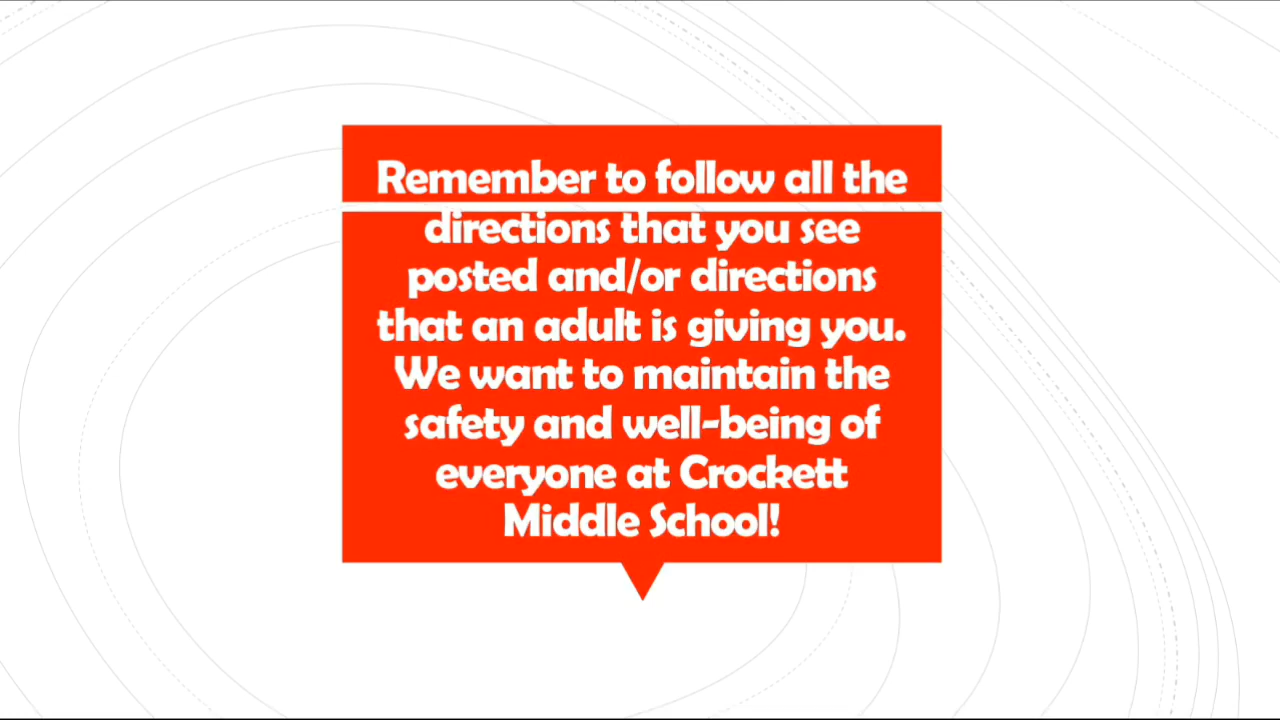 Remember to follow all the
directions that you see
posted and/or directions
that an adult is giving you.
We want to maintain the
safety and well-being of
everyone at Crockett
Middle School!